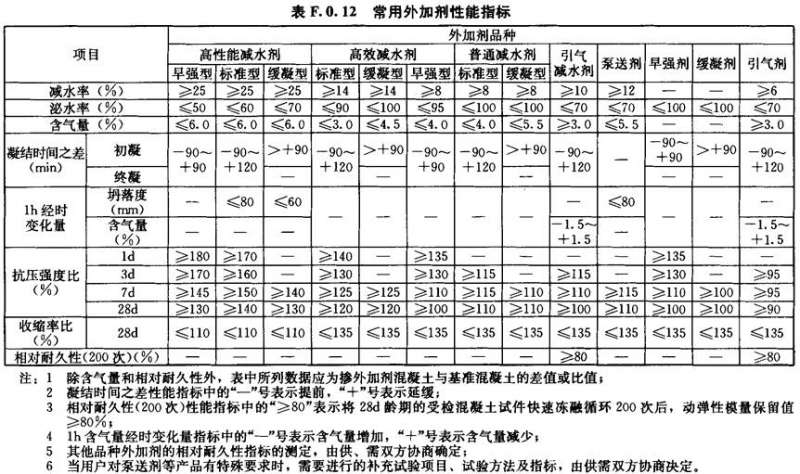 表 F.0.12 常用外加剂性能指标
项目 外加剂品种
高性能减水剂 高效减水剂 普通减水剂 引气减水剂 泵送剂 早强剂 缓凝剂 引气剂
早强型 标准型 缓凝型 标准型 缓凝型 早强型 标准型 缓凝型
减水率(%) ≥25 ≥25 ≥25 ≥14 ≥14 ≥8 ≥8 ≥8 ≥10 ≥12 — — — ≥6
泌水率(%) ≤50 ≤60 ≤70 ≤90 ≤100 ≤95 ≤100 ≤100 ≤70 ≤70 ≤100 ≤100 ≤70
含气量(%) ≤6.0 ≤6.0 ≤6.0 ≤3.0 ≤4.5 ≤4.0 ≤4.0 ≤5.5 ≥3.0 ≤5.5 ≥3.0
凝结时间之差(min) 初凝 -90～+90 -90～+120 >+90 -90～+120 >+90 -90～+90 -90～+120 >+90 -90～+120 — -90～+90 >+90 -90～+120
终凝 — — — —
1h经时变化量 坍落度(mm) — ≤80 ≤60 — — — — — — ≤80 — — —
含气量(%) — — — -1.5～+1.5 — -1.5～+1.5
抗压强度比(%) 1d ≥180 ≥170 — ≥140 — ≥135 — — — — ≥135 — —
3d ≥170 ≥160 — ≥130 — ≥130 ≥115 — ≥115 — ≥130 — ≥95
7d ≥145 ≥150 ≥140 ≥125 ≥125 ≥110 ≥115 ≥110 ≥110 ≥115 ≥110 ≥100 ≥95
28d ≥130 ≥140 ≥130 ≥120 ≥120 ≥100 ≥110 ≥110 ≥100 ≥110 ≥100 ≥100 ≥90
收缩率比(%) 28d ≤110 ≤110 ≤110 ≤135 ≤135 ≤135 ≤135 ≤135 ≤135 ≤135 ≤135 ≤135 ≤135
相对耐久性(200次)(%) — — — — — — — — ≥80 — — — ≥80
注：1 除含气量和相对耐久性外，表中所列数据应为掺外加剂混凝土与基准混凝土的差值或比值；
2 凝结时间之差性能指标中的“—”号表示提前，“+”号表示延缓；
3 相对耐久性(200次)性能指标中的“≥80”表示将28d龄期的受检混凝土试件快速冻融循环200次后，动弹性模量保留值
≥80%；
4 1h含气量经时变化量指标中的“—”号表示含气量增加，“+”号表示含气量减少；
5 其他品种外加剂的相对耐久性指标的测定，由供、需双方协商确定；
6 当用户对泵送剂等产品有特殊要求时，需要进行的补充试验项目、试验方法及指标，由供需双方协商决定。